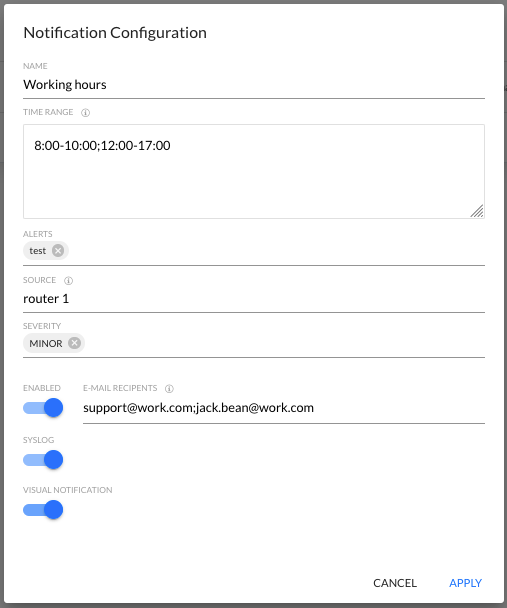 Notification Configuration
NAME
Working hours
TIME RANGE
8:00-10:00;12:00-17:00
ALERTS
test
SOURCE
router 1
SEVERITY
MINOR
ENABLED
E-MAIL RECIPENTS
support@work.com;jack.bean@work.com
SYSLOG
VISUAL NOTIFICATION
CANCEL APPLY